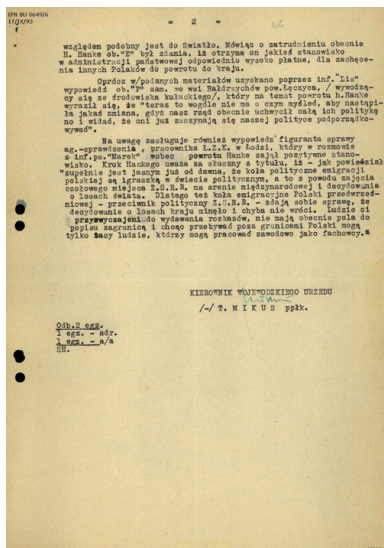 IPN BU 0649/6
17/IX/93
= 2 =
względem podobny jest do Światło. Mówiąc o zatrudnieniu obecnie
H. Hanke ob."E" był zdania, iż otrzyma on jakieś stanowisko
w administracji państwowej odpowiednio wysoko płatne, dla zachęce-
nia innych Polaków do powrotu do kraju.
Oprócz w/podanych materiałów uzyskano poprzez inf."Lis"
wypowiedź ob."F" zam. we wsi Bałdrzychów pow.Łęczyca, / wywodzą-
cy się ze środowiska kułackiego/, który na temat powrotu h.Hanke
wyraził się, że "teraz to wogóle nie ma o czym myśleć, aby nastąpi-
ła jakaś zmiana, gdyż nasz rząd obecnie uchwycił całą ich politykę
no i widać, że oni już zaczynają się naszej polityce podporządko-
wywać".
Na uwagę zasługuje również wypowiedź figuranta sprawy
ag.-sprawdzenia , pracownika Ł.Z.K. w Łodzi, który w rozmowie
z inf.ps."Marek" wobec powrotu Hanke zajął pozytywne stano-
wisko. Krok Hankego uważa za słuszny z tytułu, iż - jak powiedział
"zupełnie jest jasnym już od dawna, że koła polityczne emigracji
polskiej są igraszką w świecie politycznym, a to z powodu zajęcia
czołowego miejsca Z.S.R.R. na arenie międzynarodowej i decydowania
o losach świata. Dlatego też koła emigracyjne Polski przedwrześ-
niowej - przeciwnik polityczny Z.S.R.R. - zdają sobie sprawę, że
decydowanie o losach kraju minęło i chyba nie wróci. Ludzie ci
przyzwyczajeni do wydawania rozkazów, nie mają obecnie pola do
popisu zagranicą i chcąc przebywać poza granicami Polski mogą
tylko tacy ludzie, którzy mogą pracować zawodowo jako fachowcy."
KIEROWNIK WOJEWÓDZKIEGO URZĘDU
/-/ T. MIKUŚ ppłk.
Odb.2 egz.
1 egz. - adr.
1 egz. - a/a
SH.